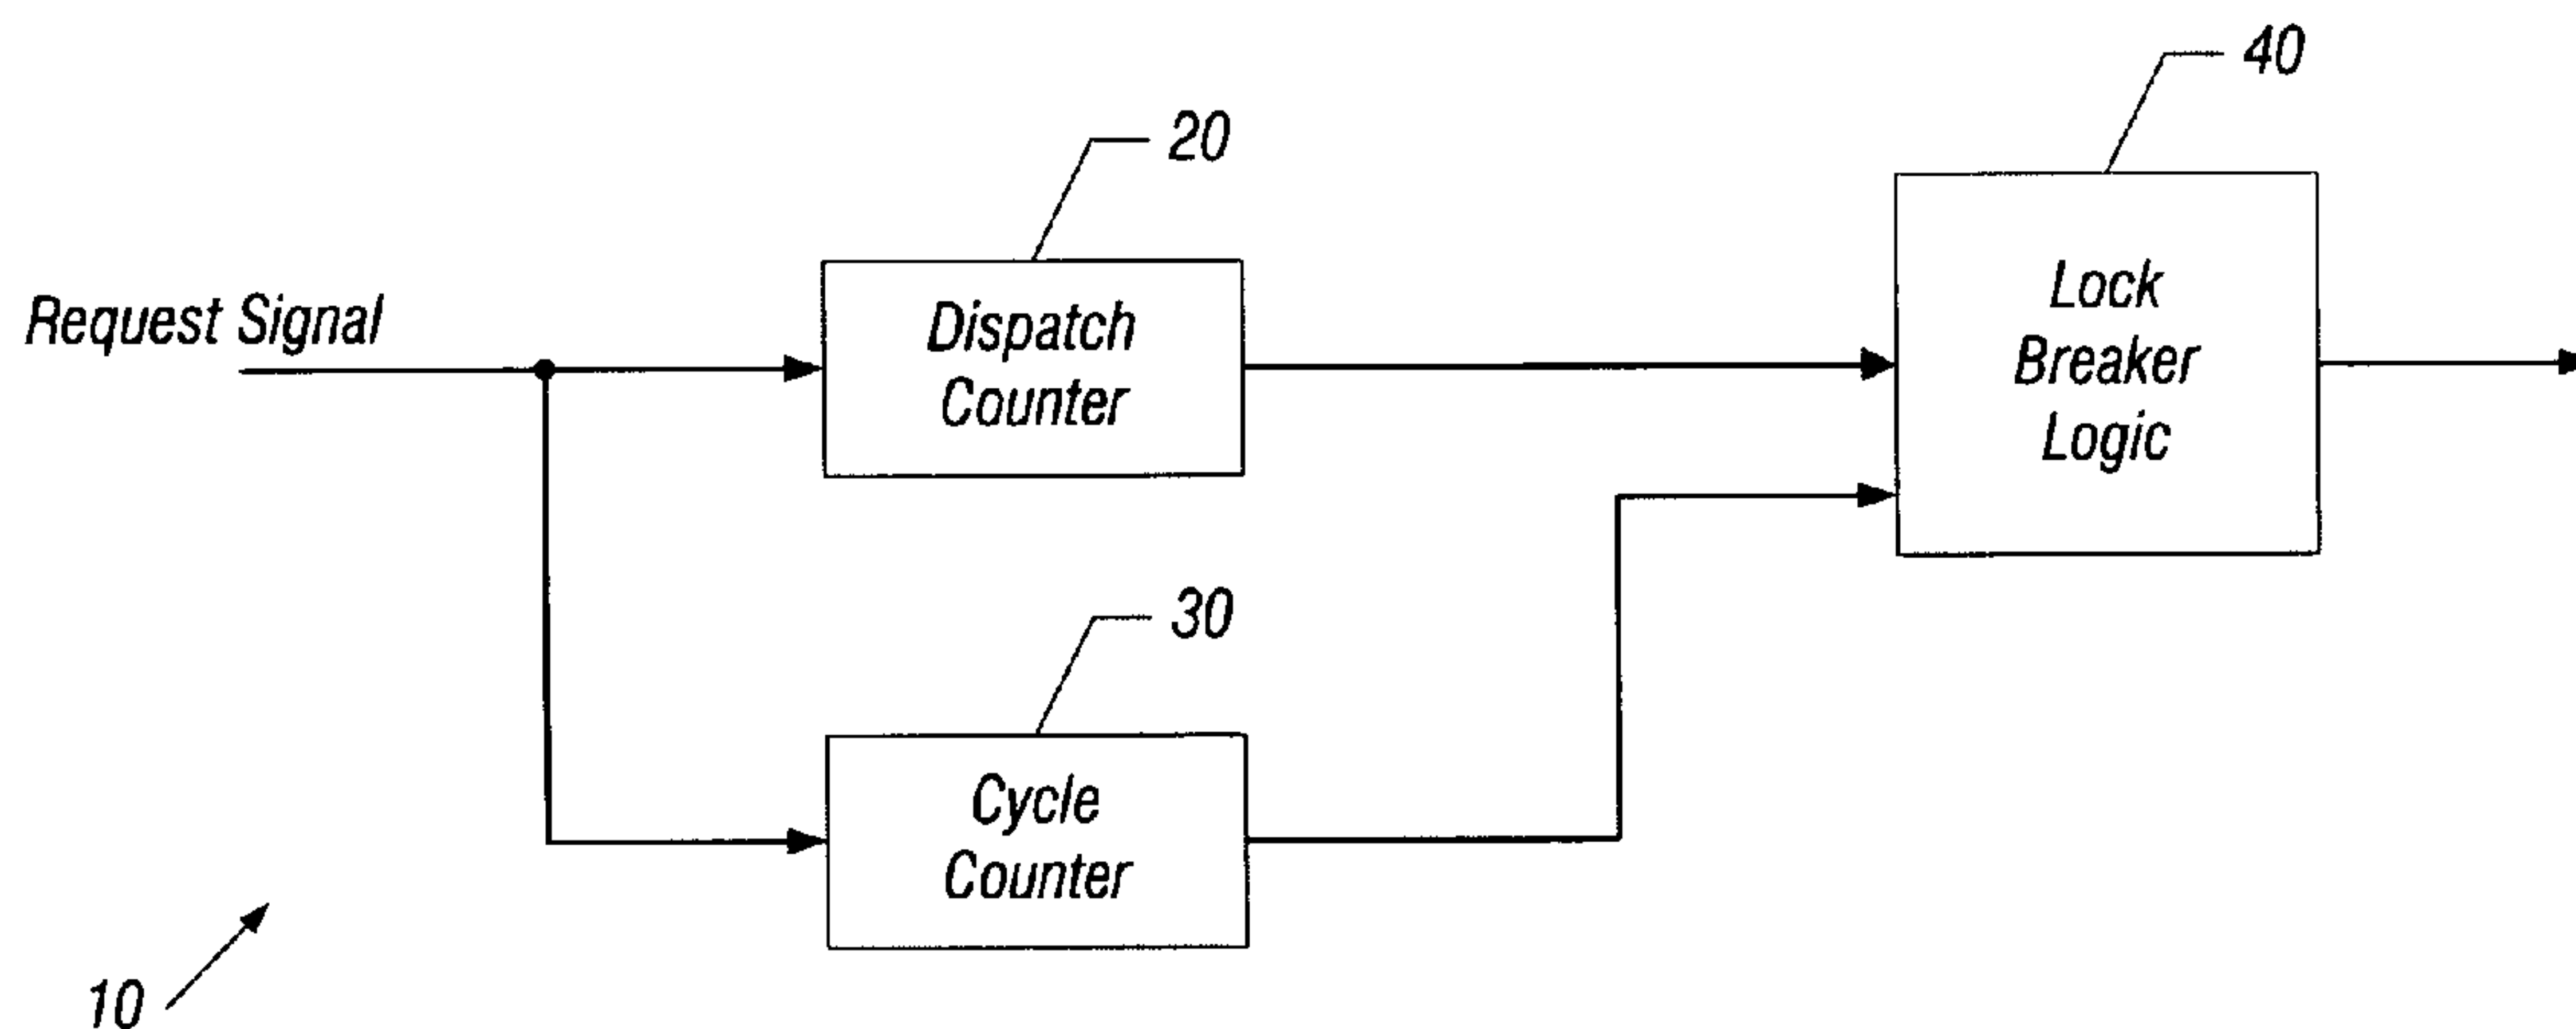 40
20
Request Signal
Dispatch
Counter
Lock
Breaker
Logic
30
Cycle
Counter
10